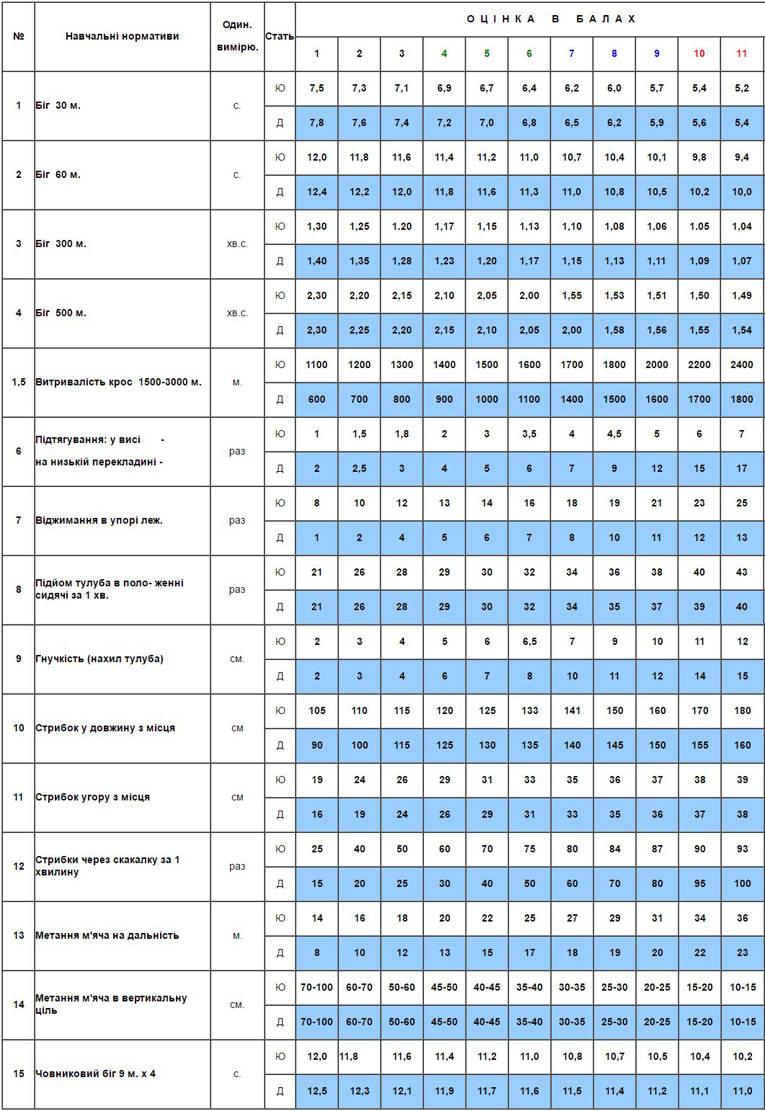 № Навчальні нормативи Один. вимірю. Стать О Ц І Н К А В Б А Л А Х
1 2 3 4 5 6 7 8 9 10 11
1 Біг 30 м. с. Ю 7,5 7,3 7,1 6,9 6,7 6,4 6,2 6,0 5,7 5,4 5,2
Д 7,8 7,6 7,4 7,2 7,0 6,8 6,5 6,2 5,9 5,6 5,4
2 Біг 60 м. с. Ю 12,0 11,8 11,6 11,4 11,2 11,0 10,7 10,4 10,1 9,8 9,4
Д 12,4 12,2 12,0 11,8 11,6 11,3 11,0 10,8 10,5 10,2 10,0
3 Біг 300 м. хв.с. Ю 1,30 1,25 1.20 1,17 1,15 1,13 1,10 1,08 1,06 1.05 1,04
Д 1,40 1,35 1,28 1,23 1,20 1,17 1,15 1,13 1,11 1,09 1,07
4 Біг 500 м. хв.с. Ю 2,30 2,20 2,15 2,10 2,05 2,00 1,55 1,53 1,51 1,50 1,49
Д 2,30 2,25 2,20 2,15 2,10 2,05 2,00 1,58 1,56 1,55 1,54
1,5 Витривалість крос 1500-3000 м. м. Ю 1100 1200 1300 1400 1500 1600 1700 1800 2000 2200 2400
Д 600 700 800 900 1000 1100 1400 1500 1600 1700 1800
6 Підтягування: у висі - раз Ю 1 1,5 1,8 2 3 3,5 4 4,5 5 6 7
на низькій перекладині - Д 2 2,5 3 4 5 6 7 9 12 15 17
7 Віджимання в упорі леж. раз Ю 8 10 12 13 14 16 18 19 21 23 25
Д 1 2 4 5 6 7 8 10 11 12 13
8 Підйом тулуба в поло- женні раз Ю 21 26 28 29 30 32 34 36 38 40 43
сидячі за 1 хв. Д 21 26 28 29 30 32 34 35 37 39 40
9 Гнучкість (нахил тулуба) см. Ю 2 3 4 5 6 6,5 7 9 10 11 12
Д 2 3 4 6 7 8 10 11 12 14 15
10 Стрибок у довжину з місця см Ю 105 110 115 120 125 133 141 150 160 170 180
Д 90 100 115 125 130 135 140 145 150 155 160
11 Стрибок угору з місця см Ю 19 24 26 29 31 33 35 36 37 38 39
Д 16 19 24 26 29 31 33 35 36 37 38
12 Стрибки через скакалку за 1 раз Ю 25 40 50 60 70 75 80 84 87 90 93
хвилину Д 15 20 25 30 40 50 60 70 80 95 100
13 Метання м'яча на дальність м. Ю 14 16 18 20 22 25 27 29 31 34 36
Д 8 10 12 13 15 17 18 19 20 22 23
14 Метання м'яча в вертикальну см. Ю 70-100 60-70 50-60 45-50 40-45 35-40 30-35 25-30 20-25 15-20 10-15
ціль Д 70-100 60-70 50-60 45-50 40-45 35-40 30-35 25-30 20-25 15-20 10-15
15 Човниковий біг 9 м. х 4 с. Ю 12,0 11,8 11,6 11,4 11,2 11,0 10,8 10,7 10,5 10,4 10,2
Д 12,5 12,3 12,1 11,9 11,7 11,6 11,5 11,4 11,2 11,1 11,0